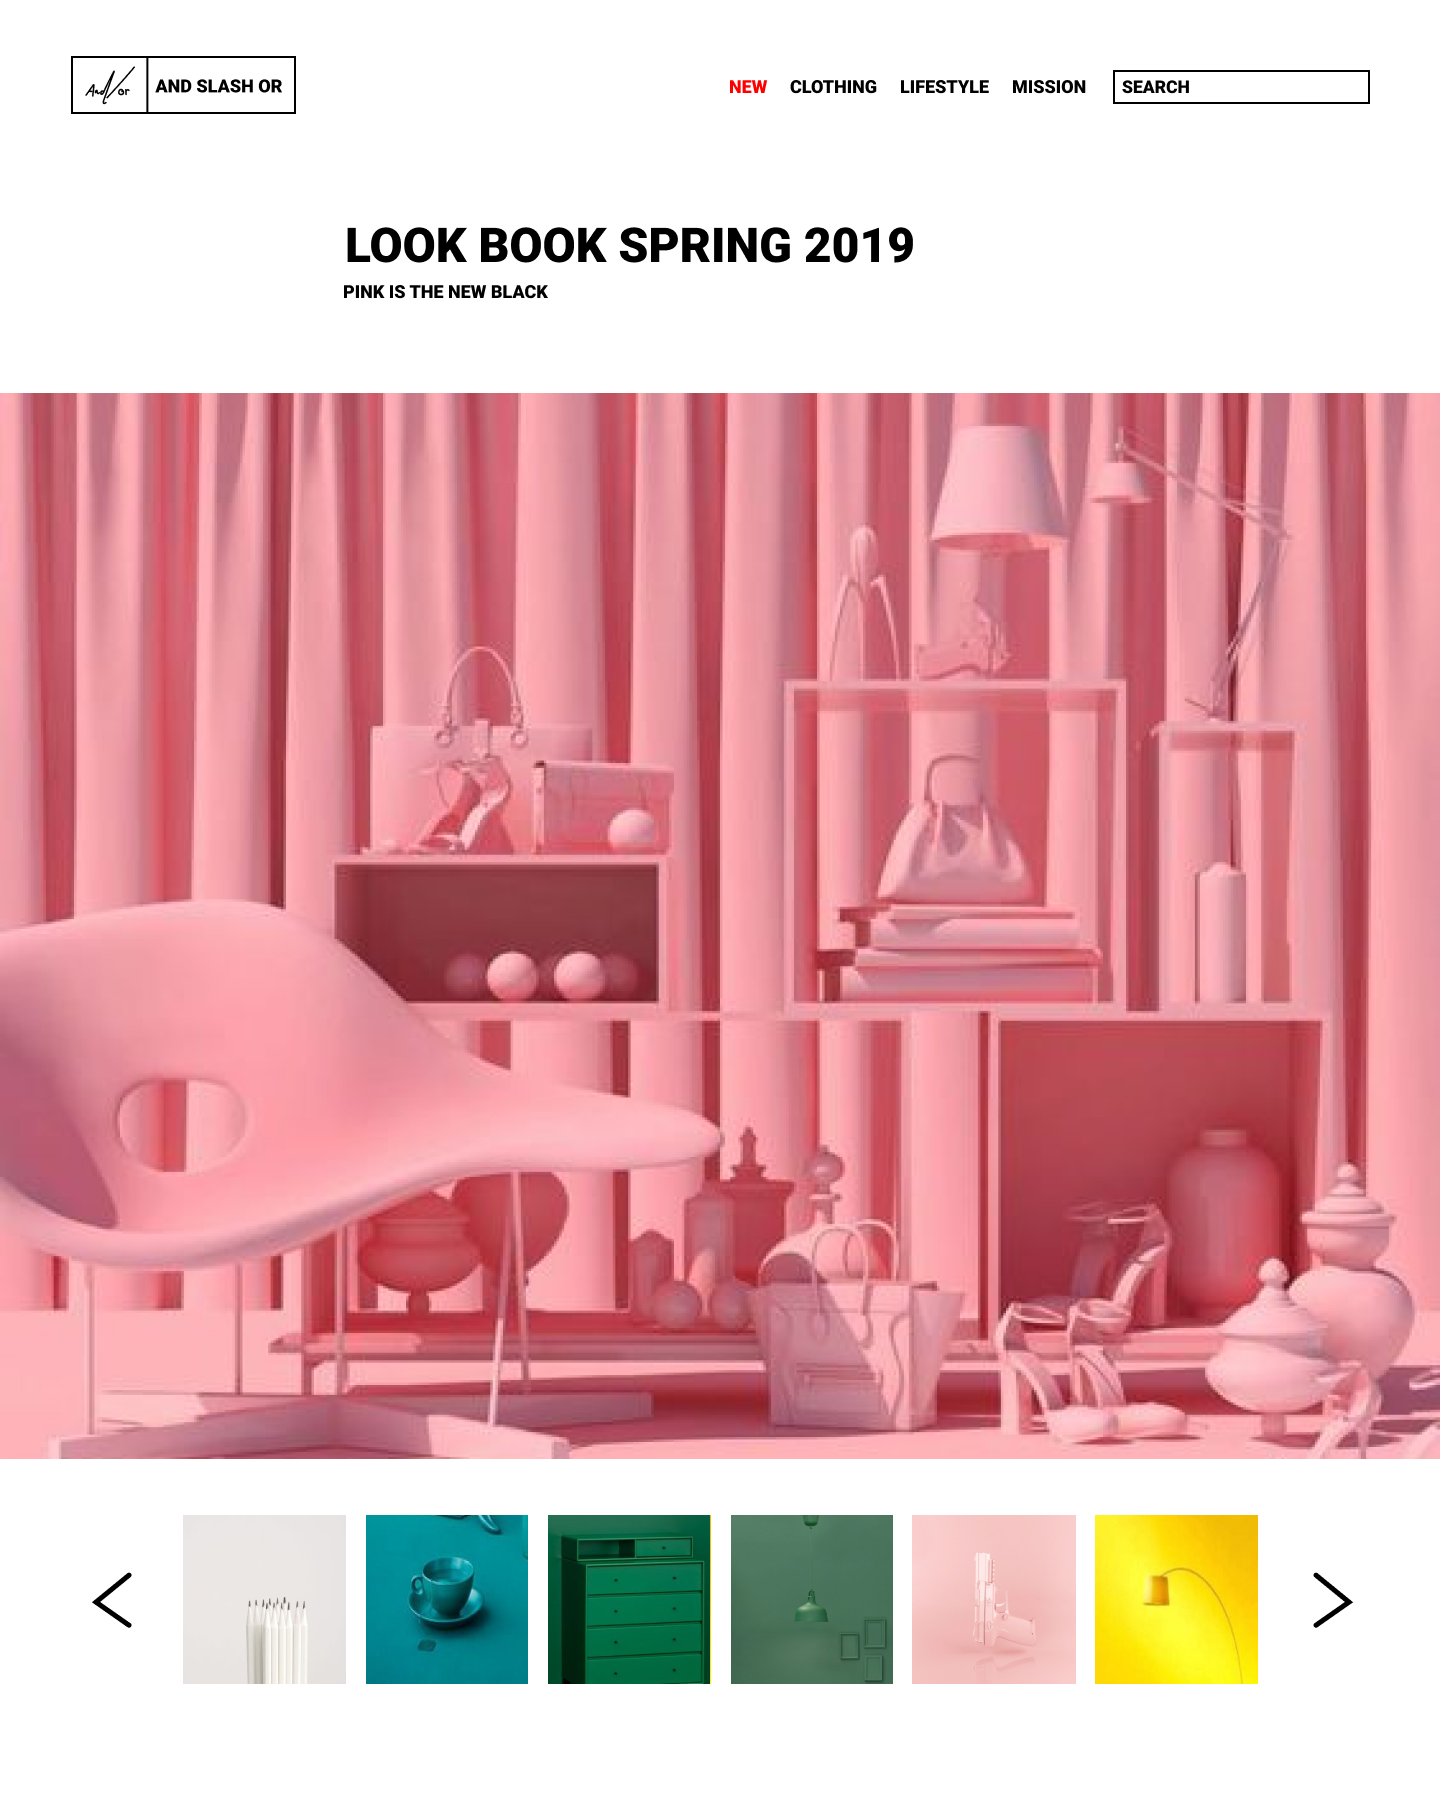 And/or
AND SLASH OR
NEW
CLOTHING
LIFESTYLE
MISSION
SEARCH
LOOK BOOK SPRING 2019
PINK IS THE NEW BLACK